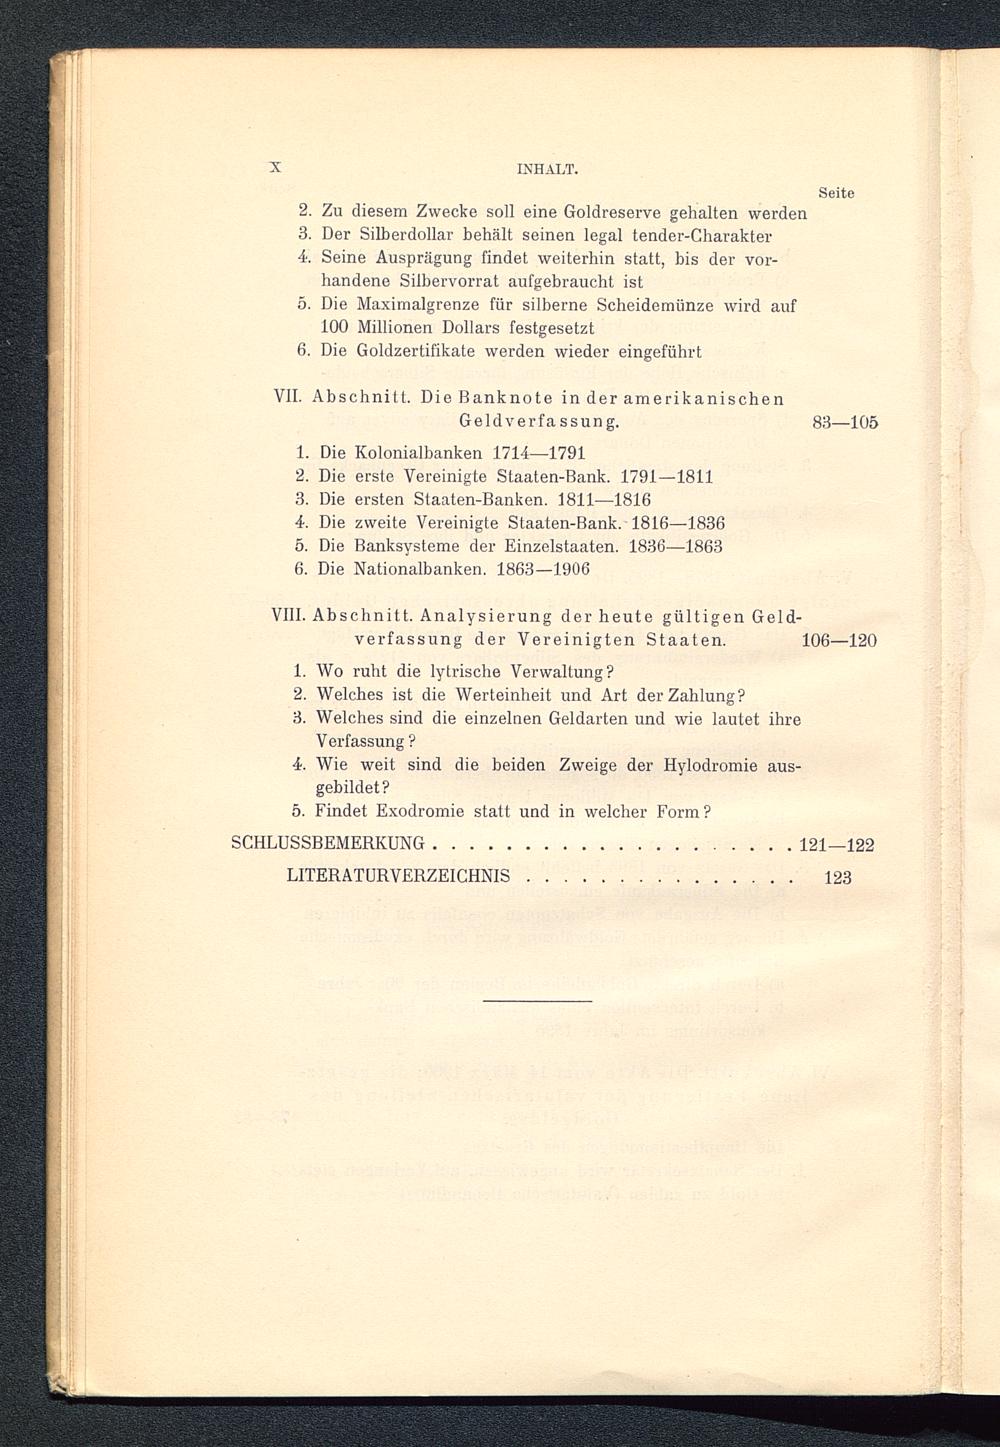 X INHALT.
Seite
2. Zu diesem Zwecke soll eine Goldreserve gehalten werden
3. Der Silberdollar behält seinen legal tender-Charakter
4. Seine Ausprägung findet weiterhin statt, bis der vor-
handene Silbervorrat aufgebraucht ist
5. Die Maximalgrenze für silberne Scheidemünze wird auf
100 Millionen Dollars festgesetzt
6. Die Goldzertifikate werden wieder eingeführt
VII. Abschnitt. Die Banknote in der amerikanischen
Geldverfassung. 83—105
1. Die Kolonialbanken 1714—1791
2. Die erste Vereinigte Staaten-Bank. 1791—1811
3. Die ersten Staaten-Banken. 1811—1816
4. Die zweite Vereinigte Staaten-Bank. 1816—1836
5. Die Banksysteme der Einzelstaaten. 1836—1863
6. Die Nationalbanken. 1863—1906
VIII. Abschnitt. Analysierung der heute gültigen Geld-
verfassung der Vereinigten Staaten. 106—120
1. Wo ruht die lytrische Verwaltung?
2. Welches ist die Werteinheit und Art der Zahlung?
3. Welches sind die einzelnen Geldarten und wie lautet ihre
Verfassung?
4. Wie weit sind die beiden Zweige der Hylodromie aus-
gebildet?
5. Findet Exodromie statt und in welcher Form?
SCHLUSSBEMERKUNG . . . . . . . . . . . . . . . . . . . . 121—122
LITERATURVERZEICHNIS . . . . . . . . . . . . . . . 123